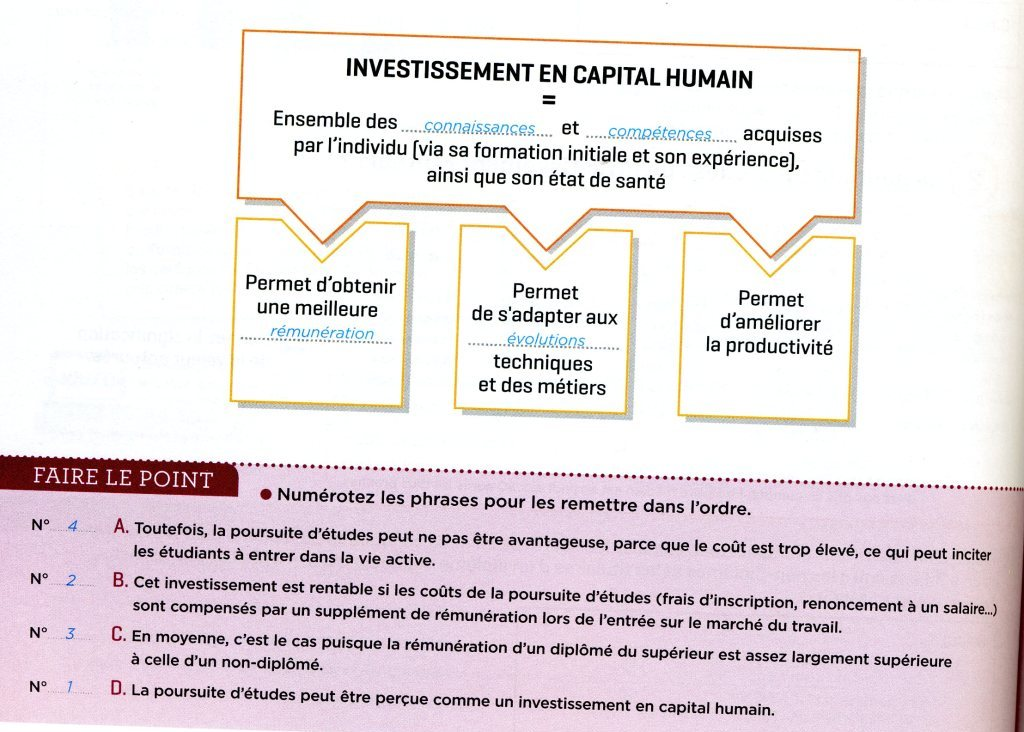 INVESTISSEMENT EN CAPITAL HUMAIN
=
Ensemble des connaissances et compétences acquises
par l'individu (via sa formation initiale et son expérience),
ainsi que son état de santé
Permet d'obtenir
une meilleure
rémunération
Permet
de s'adapter aux
évolutions
techniques
et des métiers
Permet
d'améliorer
la productivité
FAIRE LE POINT
● Numérotez les phrases pour les remettre dans l'ordre.
N° 4 A. Toutefois, la poursuite d'études peut ne pas être avantageuse, parce que le coût est trop élevé, ce qui peut inciter
les étudiants à entrer dans la vie active.
N° 2 B. Cet investissement est rentable si les coûts de la poursuite d'études (frais d'inscription, renoncement à un salaire...)
sont compensés par un supplément de rémunération lors de l'entrée sur le marché du travail.
N° 3 C. En moyenne, c'est le cas puisque la rémunération d'un diplômé du supérieur est assez largement supérieure
à celle d'un non-diplômé.
N° 1 D. La poursuite d'études peut être perçue comme un investissement en capital humain.